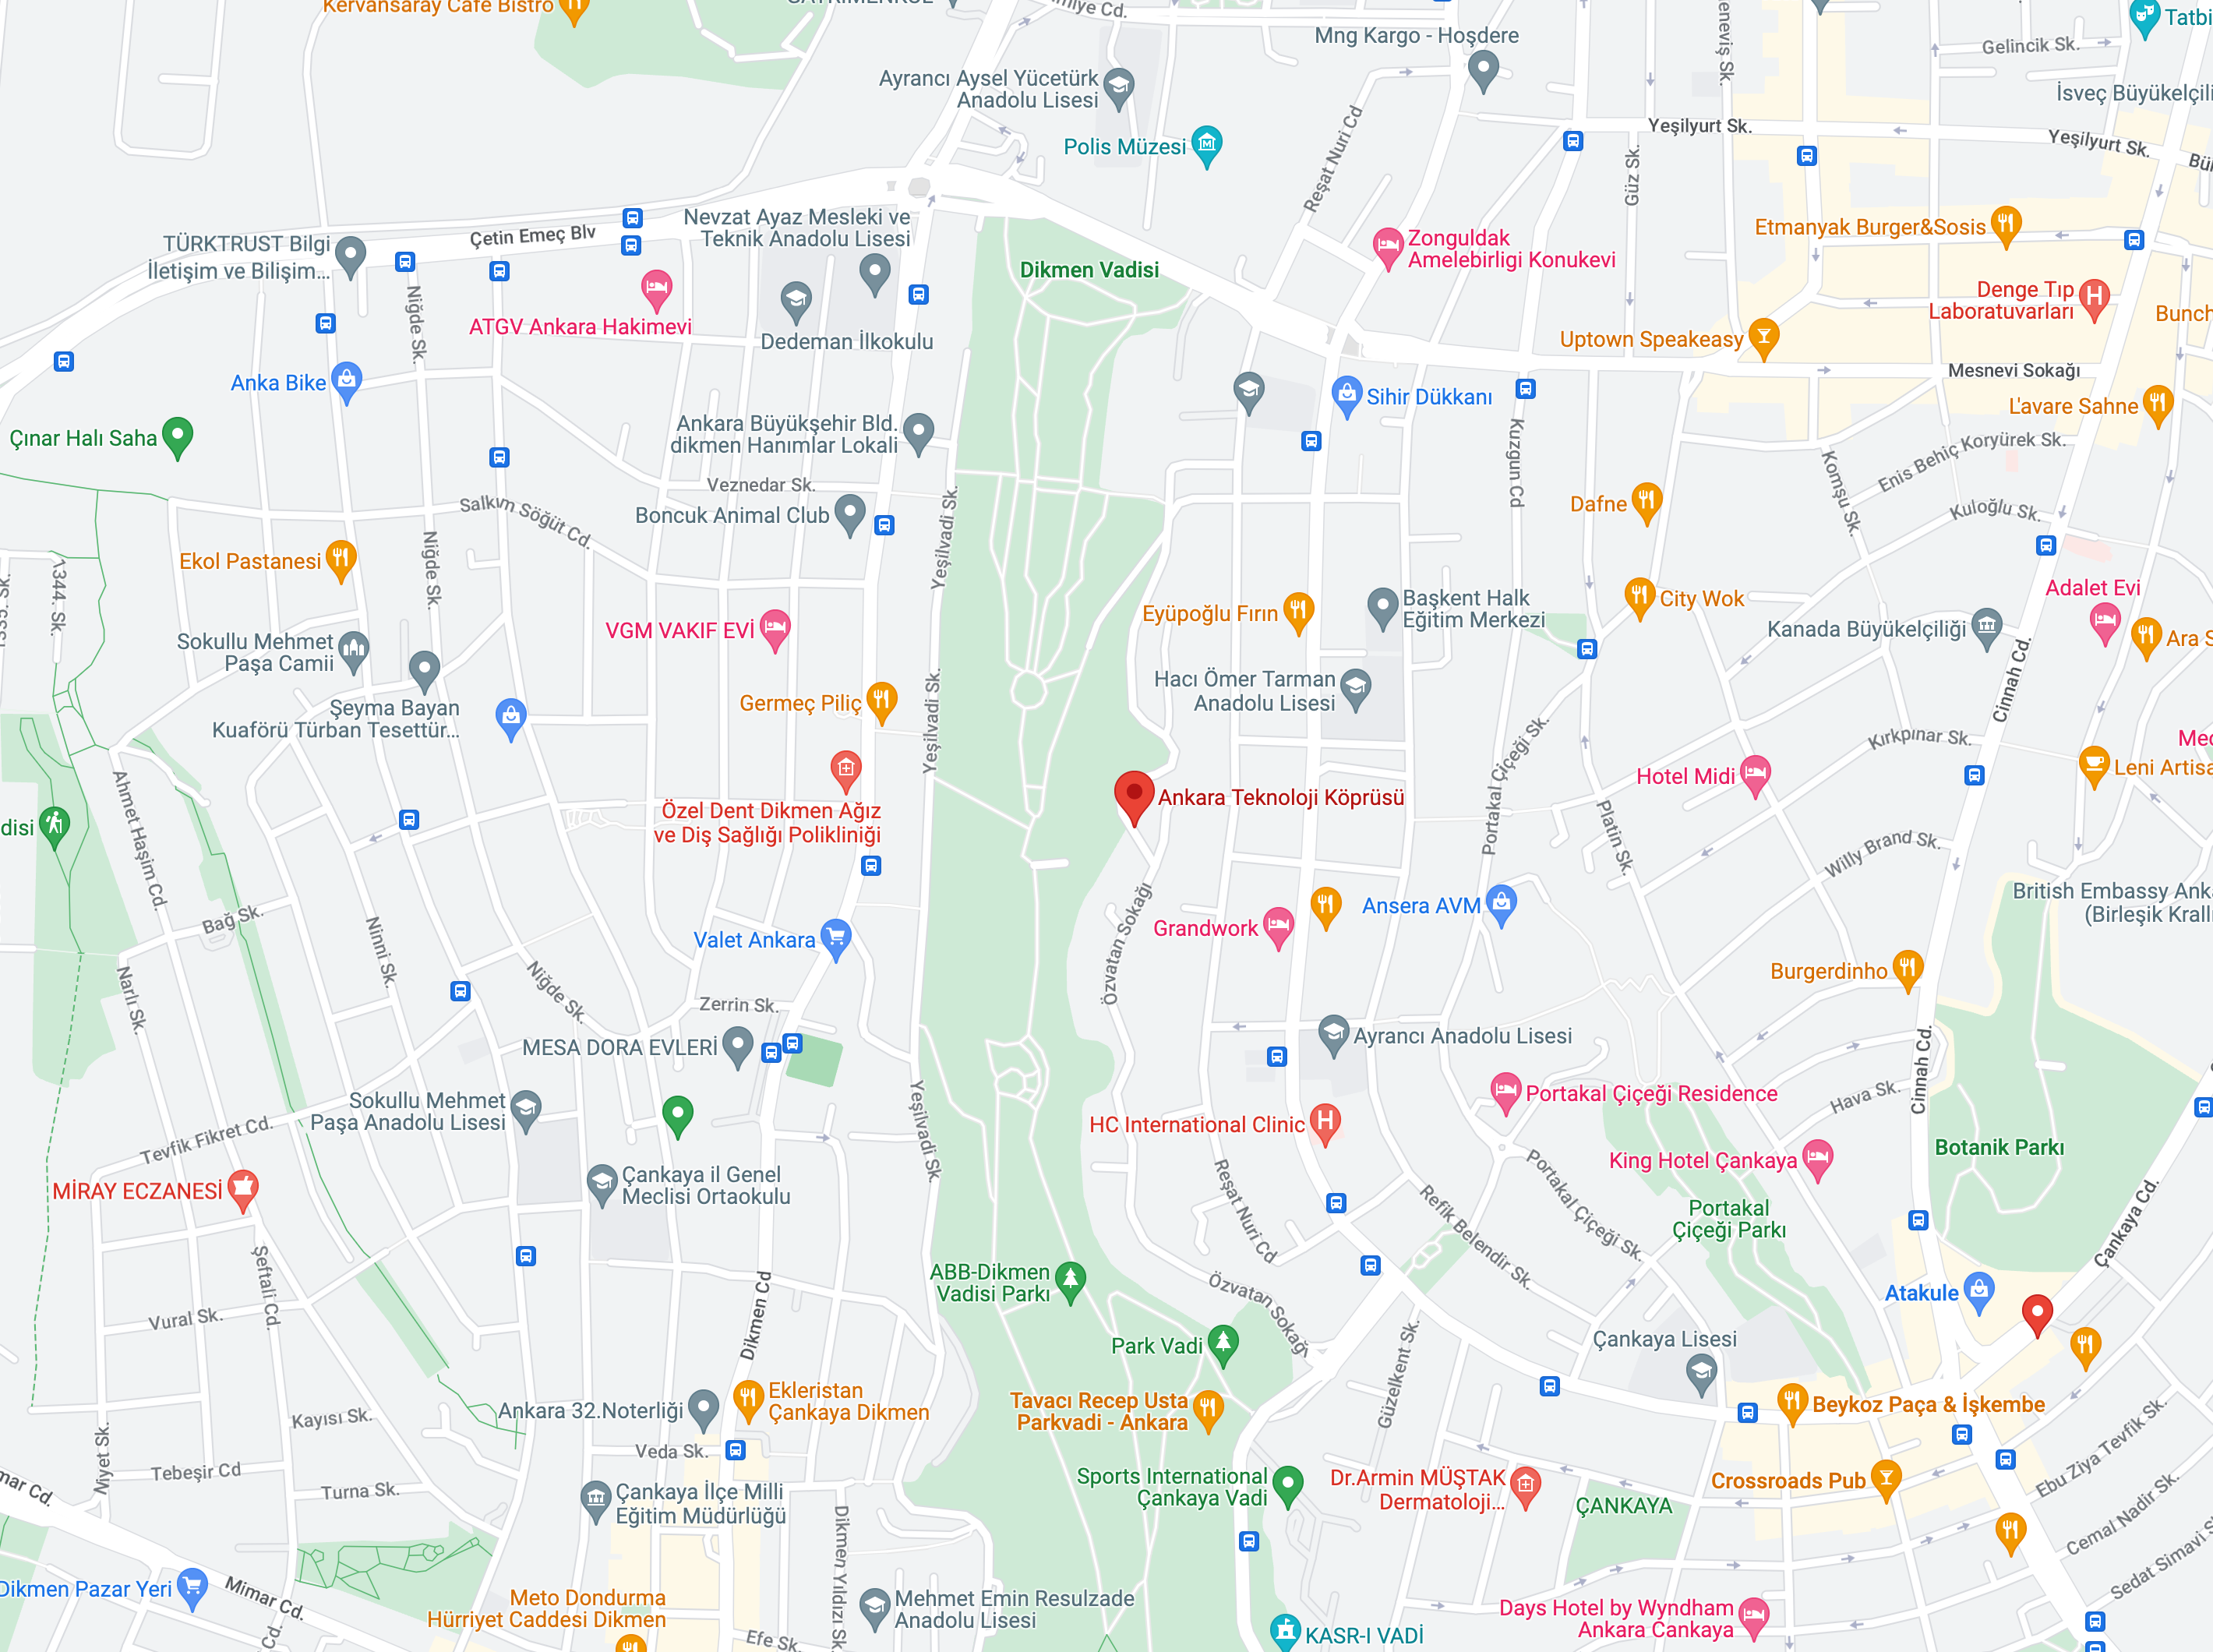 Kervansaray Cafe Bistro
Mng Kargo - Hoşdere
Gelincik Sk.
Ayrancı Aysel Yücetürk
Anadolu Lisesi
Polis Müzesi
Reşat Nuri Cd
Yeşilyurt Sk.
Yeşilyurt Sk.
Güz Sk.
Nevzat Ayaz Mesleki ve
Teknik Anadolu Lisesi
Çetin Emeç Blv
TÜRKTRUST Bilgi
İletişim ve Bilişim...
Zonguldak
Amelebirligi Konukevi
Etmanyak Burger&Sosis
Dikmen Vadisi
Denge Tıp
Laboratuvarları
Niğde Sk.
ATGV Ankara Hakimevi
Dedeman İlkokulu
Uptown Speakeasy
Mesnevi Sokağı
Anka Bike
Sihir Dükkanı
L'avare Sahne
Çınar Halı Saha
Ankara Büyükşehir Bld.
dikmen Hanımlar Lokali
Kuzgun Cd
Enis Behiç Koryürek Sk.
Komşu Sk.
Veznedar Sk.
Salkım Söğüt Cd.
Boncuk Animal Club
Yeşilvadi Sk.
Dafne
Kuloğlu Sk.
Ekol Pastanesi
Niğde Sk.
1344. Sk.
Eyüpoğlu Fırın
Başkent Halk
Eğitim Merkezi
City Wok
Adalet Evi
Kanada Büyükelçiliği
VGM VAKIF EVİ
Sokullu Mehmet
Paşa Camii
Hacı Ömer Tarman
Anadolu Lisesi
Cinnah Cd.
Şeyma Bayan
Kuaförü Türban Tesettür...
Germeç Piliç
Yeşilvadi Sk.
Portakal Çiçeği Sk.
Kırkpınar Sk.
Hotel Midi
Leni Artisa
Ankara Teknoloji Köprüsü
Ahmet Haşim Cd.
Özel Dent Dikmen Ağız
ve Diş Sağlığı Polikliniği
Platin Sk.
Willy Brand Sk.
British Embassy Anka
(Birleşik Krallı
Bağ Sk.
Ninni Sk.
Valet Ankara
Özvatan Sokağı
Grandwork
Ansera AVM
Burgerdinho
Narlı Sk.
Niğde Sk.
Zerrin Sk.
MESA DORA EVLERİ
Ayrancı Anadolu Lisesi
Cinnah Cd.
Hava Sk.
Sokullu Mehmet
Paşa Anadolu Lisesi
Yeşilvadi Sk.
Portakal Çiçeği Residence
HC International Clinic
Tevfik Fikret Cd.
Botanik Parkı
King Hotel Çankaya
MİRAY ECZANESİ
Çankaya il Genel
Meclisi Ortaokulu
Reşat Nuri Cd
Portakal Çiçeği Sk.
Refik Belendir Sk.
Portakal
Çiçeği Parkı
Çankaya Cd.
Şeftali Cd.
ABB-Dikmen
Vadisi Parkı
Özvatan Sokağı
Atakule
Vural Sk.
Dikmen Cd
Park Vadi
Güzelkent Sk.
Çankaya Lisesi
Ekleristan
Çankaya Dikmen
Ankara 32.Noterliği
Tavacı Recep Usta
Parkvadi - Ankara
Beykoz Paça & İşkembe
Kayısı Sk.
Veda Sk.
Niyet Sk.
Tebeşir Cd
Turna Sk.
Ebu Ziya Tevfik Sk.
Sports International
Çankaya Vadi
Dr.Armin MÜŞTAK
Dermatoloji...
Crossroads Pub
ÇANKAYA
Çankaya İlçe Milli
Eğitim Müdürlüğü
Cemal Nadir Sk.
Dikmen Yıldızı Sk.
Dikmen Pazar Yeri
Mimar Cd.
Sedat Simavi S
Meto Dondurma
Hürriyet Caddesi Dikmen
Mehmet Emin Resulzade
Anadolu Lisesi
Days Hotel by Wyndham
Ankara Cankaya
KASR-I VADİ
Efe Sk.